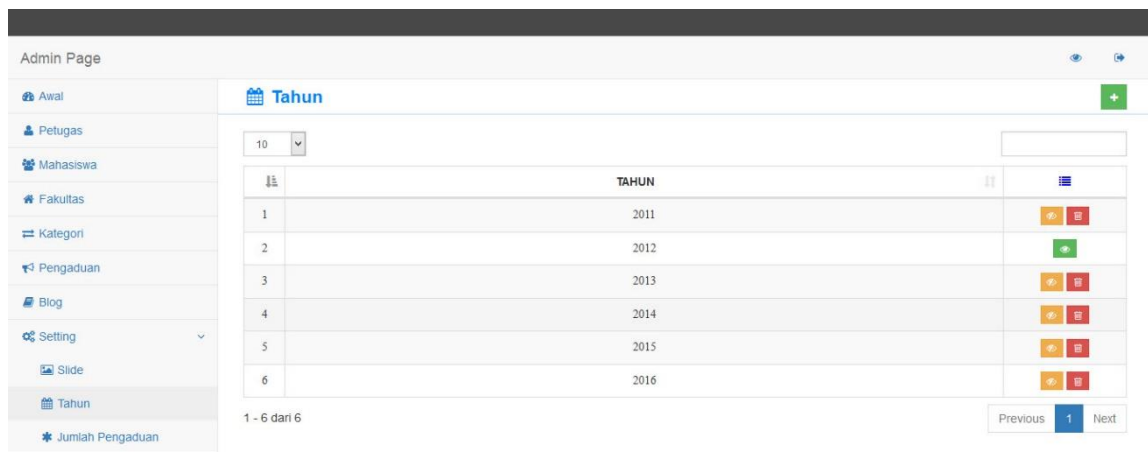 Admin Page
Awal
Petugas
Mahasiswa
Fakultas
Kategori
Pengaduan
Blog
Setting
Slide
Tahun
Jumlah Pengaduan
Tahun
10
TAHUN
1 2011
2 2012
3 2013
4 2014
5 2015
6 2016
1 - 6 dari 6
Previous 1 Next